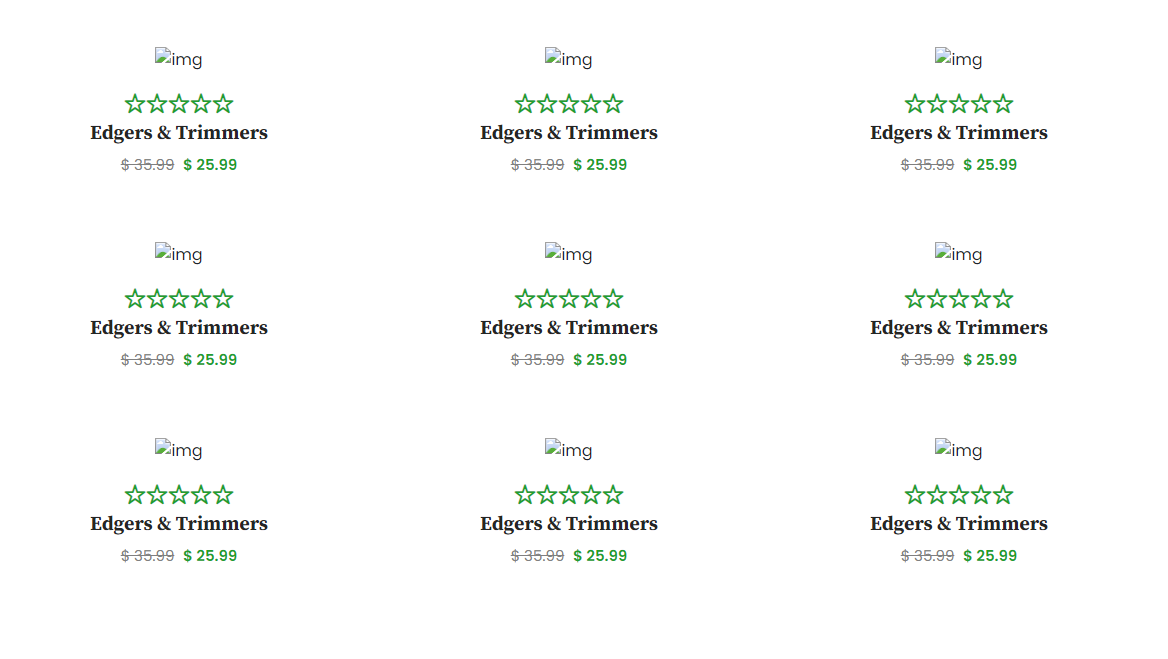 img img img
☆☆☆☆☆ ☆☆☆☆☆ ☆☆☆☆☆
Edgers & Trimmers Edgers & Trimmers Edgers & Trimmers
$ 35.99 $ 25.99 $ 35.99 $ 25.99 $ 35.99 $ 25.99
img img img
☆☆☆☆☆ ☆☆☆☆☆ ☆☆☆☆☆
Edgers & Trimmers Edgers & Trimmers Edgers & Trimmers
$ 35.99 $ 25.99 $ 35.99 $ 25.99 $ 35.99 $ 25.99
img img img
☆☆☆☆☆ ☆☆☆☆☆ ☆☆☆☆☆
Edgers & Trimmers Edgers & Trimmers Edgers & Trimmers
$ 35.99 $ 25.99 $ 35.99 $ 25.99 $ 35.99 $ 25.99